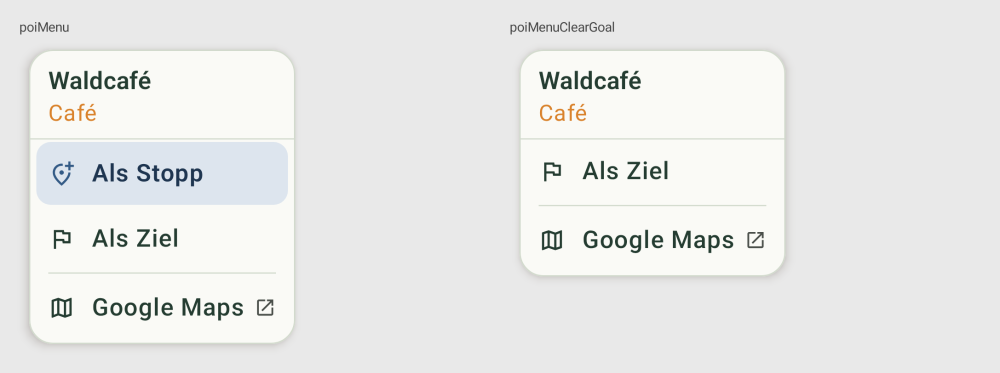 poiMenu
Waldcafé
Café
Als Stopp
Als Ziel
Google Maps
poiMenuClearGoal
Waldcafé
Café
Als Ziel
Google Maps